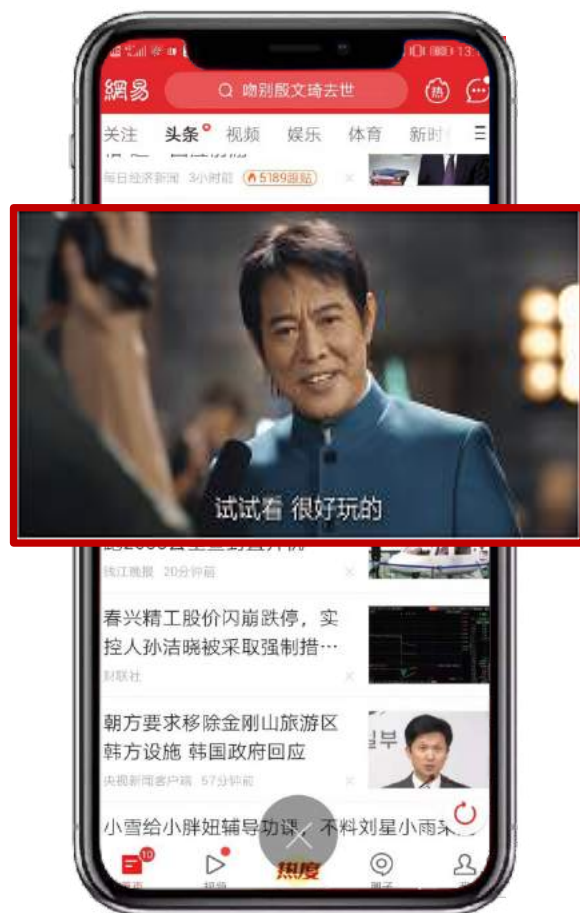 13:
網易
吻别殷文琦去世
热
关注 头条 视频 娱乐 体育 新时
每日经济新闻 3小时前 5189跟贴
试试看 很好玩的
钱江晚报 20分钟前
春兴精工股价闪崩跌停，实
控人孙洁晓被采取强制措…
财联社
朝方要求移除金刚山旅游区
韩方设施 韩国政府回应
일부
央视新闻客户端 57分钟前
小雪给小胖妞辅导功课，不料刘星小雨
10
热度